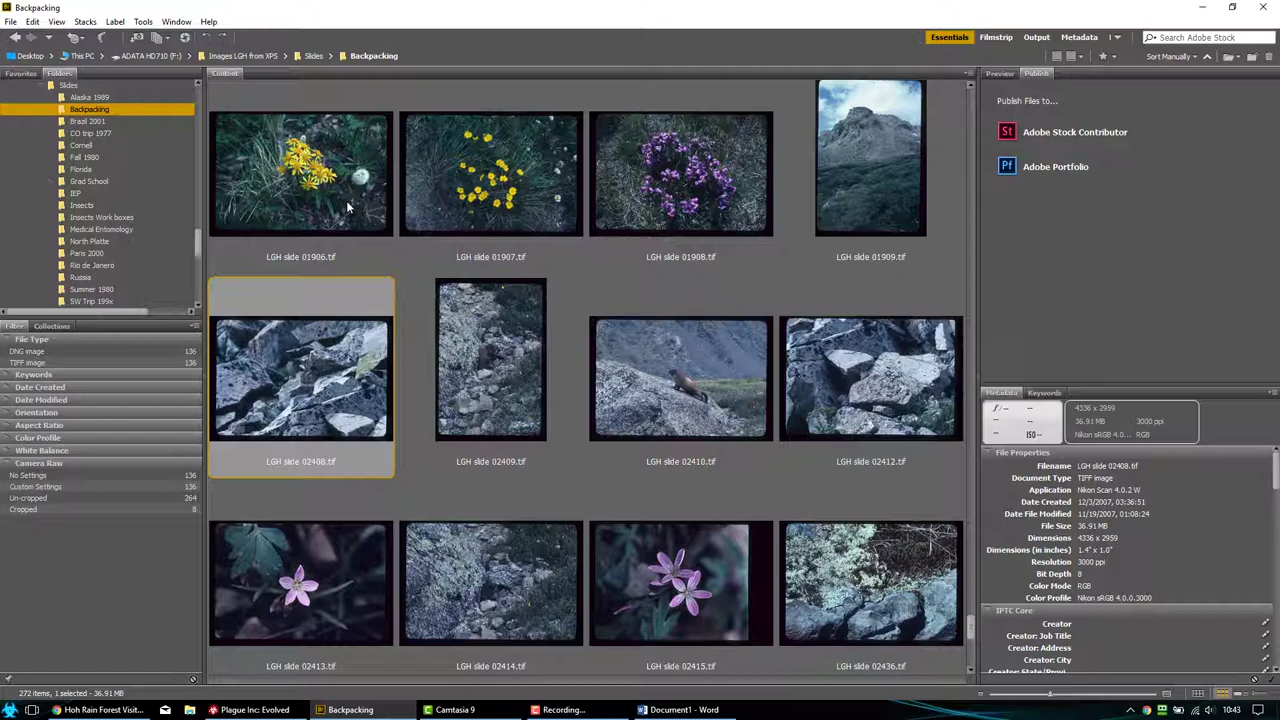 Backpacking
File Edit View Stacks Label Tools Window Help
Essentials Filmstrip Output Metadata Search Adobe Stock
Desktop This PC ADATA HD710 (F:) Images LGH from XPS Slides Backpacking Sort Manually
Favorites Folders Content Preview Publish
Slides
Alaska 1989
Backpacking
Brazil 2001
CO trip 1977
Cornell
Fall 1980
Florida
Grad School
IEP
Insects
Insects Work boxes
Medical Entomology
North Platte
Paris 2000
Rio de Janeiro
Russia
Summer 1980
SW Trip 199x
Filter Collections
File Type
DNG image 136
TIFF image 136
Keywords
Date Created
Date Modified
Orientation
Aspect Ratio
Color Profile
White Balance
Camera Raw
No Settings 136
Custom Settings 136
Un-cropped 264
Cropped 8
LGH slide 01906.tif LGH slide 01907.tif LGH slide 01908.tif LGH slide 01909.tif
LGH slide 02408.tif LGH slide 02409.tif LGH slide 02410.tif LGH slide 02412.tif
LGH slide 02413.tif LGH slide 02414.tif LGH slide 02415.tif LGH slide 02436.tif
Publish Files to...
St Adobe Stock Contributor
Pf Adobe Portfolio
Metadata Keywords
f/-- -- 4336 x 2959
-- -- 36.91 MB 3000 ppi
-- ISO-- Nikon sRGB 4.0... RGB
File Properties
Filename LGH slide 02408.tif
Document Type TIFF image
Application Nikon Scan 4.0.2 W
Date Created 12/3/2007, 03:36:51
Date File Modified 11/19/2007, 01:08:24
File Size 36.91 MB
Dimensions 4336 x 2959
Dimensions (in inches) 1.4" x 1.0"
Resolution 3000 ppi
Bit Depth 8
Color Mode RGB
Color Profile Nikon sRGB 4.0.0.3000
IPTC Core
Creator
Creator: Job Title
Creator: Address
Creator: City
272 items, 1 selected - 36.91 MB
Hoh Rain Forest Visit... Plague Inc: Evolved Backpacking Camtasia 9 Recording... Document1 - Word 10:43